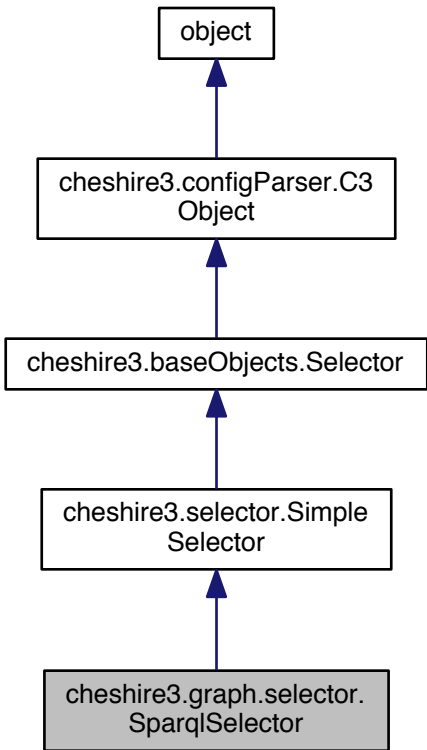 object
cheshire3.configParser.C3
Object
cheshire3.baseObjects.Selector
cheshire3.selector.Simple
Selector
cheshire3.graph.selector.
SparqlSelector